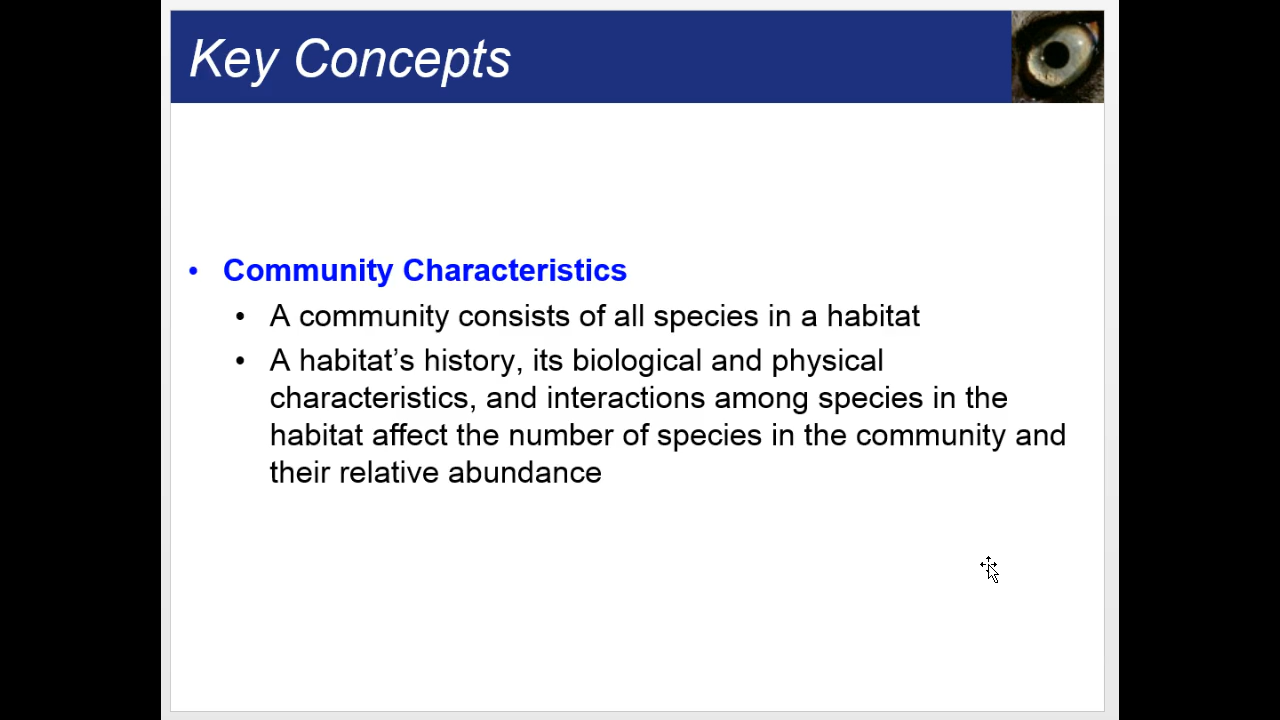 Key Concepts
• Community Characteristics
• A community consists of all species in a habitat
• A habitat’s history, its biological and physical
characteristics, and interactions among species in the
habitat affect the number of species in the community and
their relative abundance